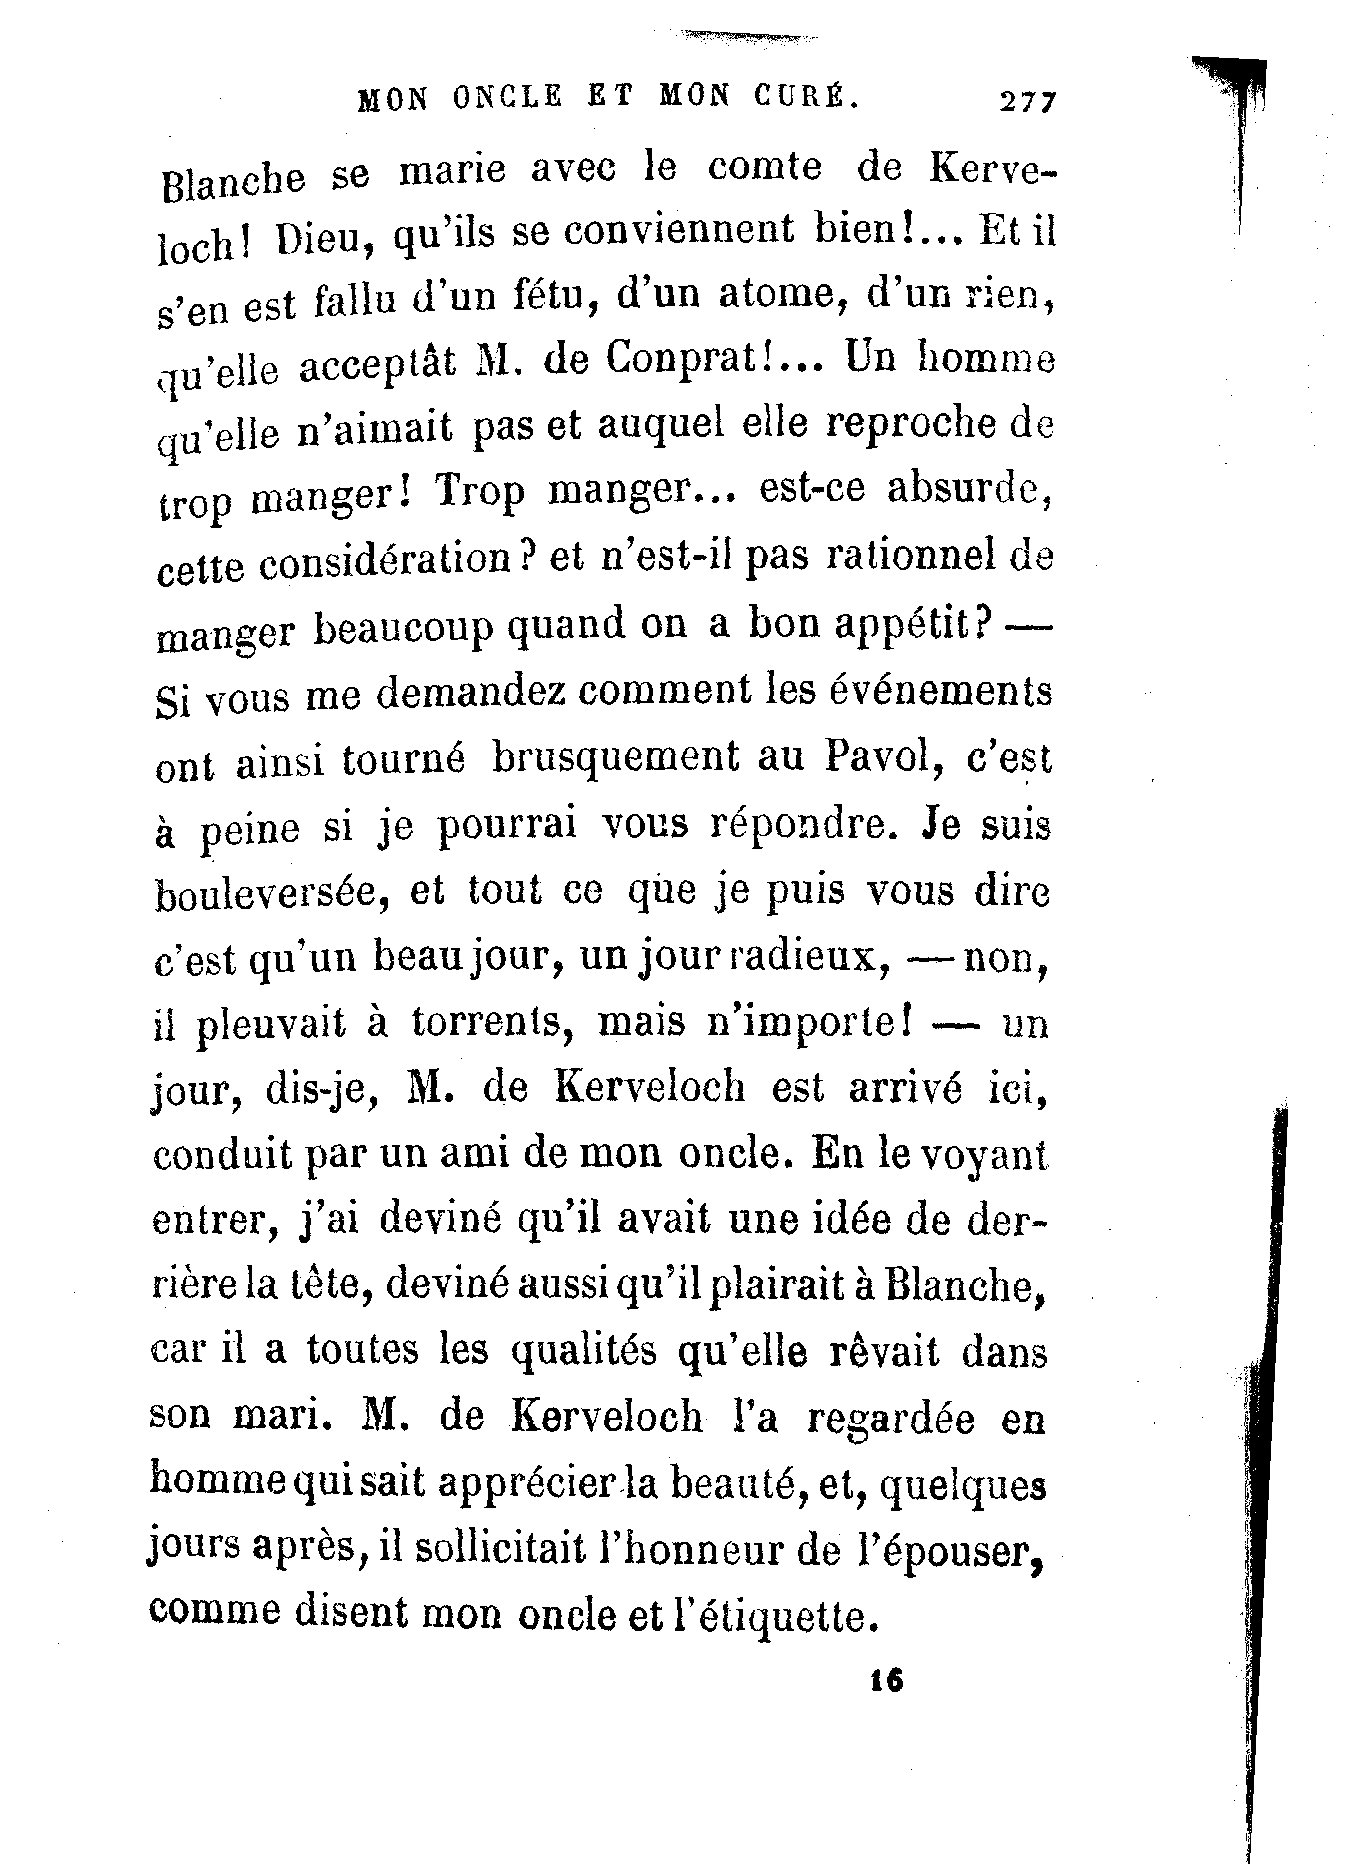 MON ONCLE ET MON CURÉ. 277
Blanche se marie avec le comte de Kerve-
loch! Dieu, qu'ils se conviennent bien!... Et il
s'en est fallu d'un fétu, d'un atome, d'un rien,
qu'elle acceptât M. de Conprat!... Un homme
qu'elle n'aimait pas et auquel elle reproche de
trop manger! Trop manger... est-ce absurde,
cette considération? et n'est-il pas rationnel de
manger beaucoup quand on a bon appétit? —
Si vous me demandez comment les événements
ont ainsi tourné brusquement au Pavol, c'est
à peine si je pourrai vous répondre. Je suis
bouleversée, et tout ce que je puis vous dire
c'est qu'un beau jour, un jour radieux, — non,
il pleuvait à torrents, mais n'importe! — un
jour, dis-je, M. de Kerveloch est arrivé ici,
conduit par un ami de mon oncle. En le voyant
entrer, j'ai deviné qu'il avait une idée de der-
rière la tête, deviné aussi qu'il plairait à Blanche,
car il a toutes les qualités qu'elle rêvait dans
son mari. M. de Kerveloch l'a regardée en
homme qui sait apprécier la beauté, et, quelques
jours après, il sollicitait l'honneur de l'épouser,
comme disent mon oncle et l'étiquette.
16